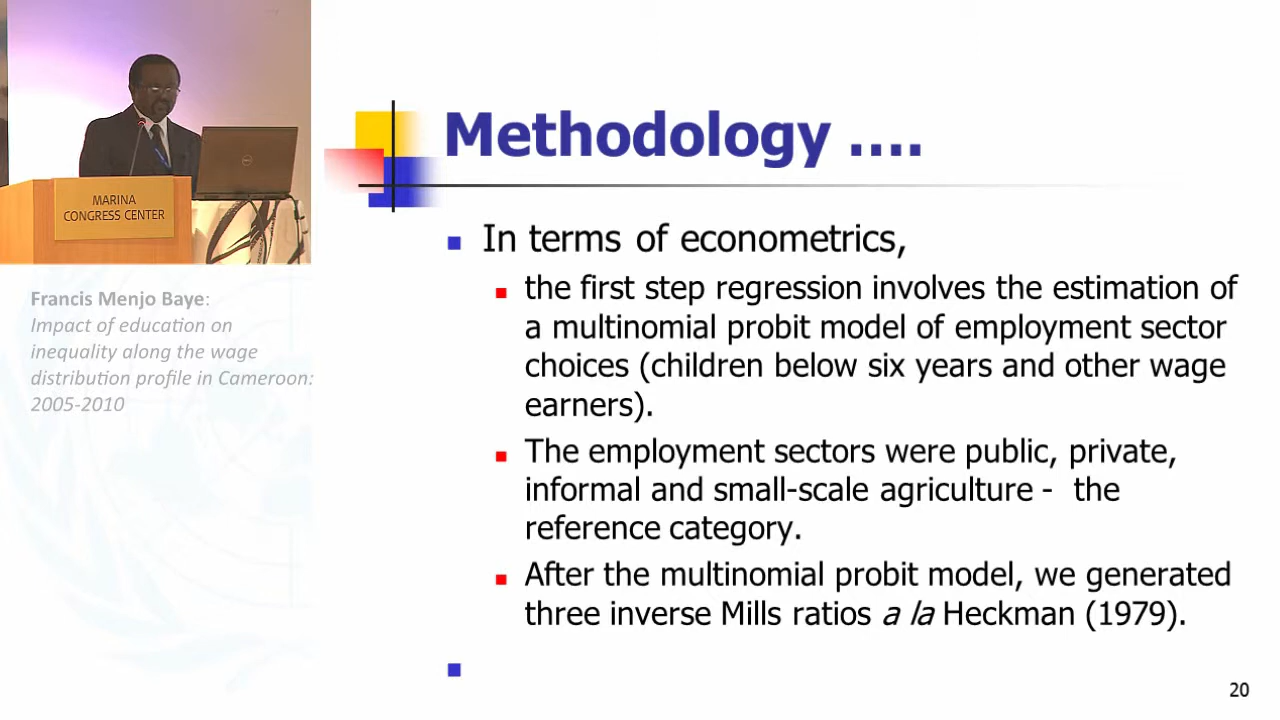 MARINA
CONGRESS CENTER
Francis Menjo Baye:
Impact of education on
inequality along the wage
distribution profile in Cameroon:
2005-2010
Methodology ....
In terms of econometrics,
the first step regression involves the estimation of
a multinomial probit model of employment sector
choices (children below six years and other wage
earners).
The employment sectors were public, private,
informal and small-scale agriculture - the
reference category.
After the multinomial probit model, we generated
three inverse Mills ratios a la Heckman (1979).
20